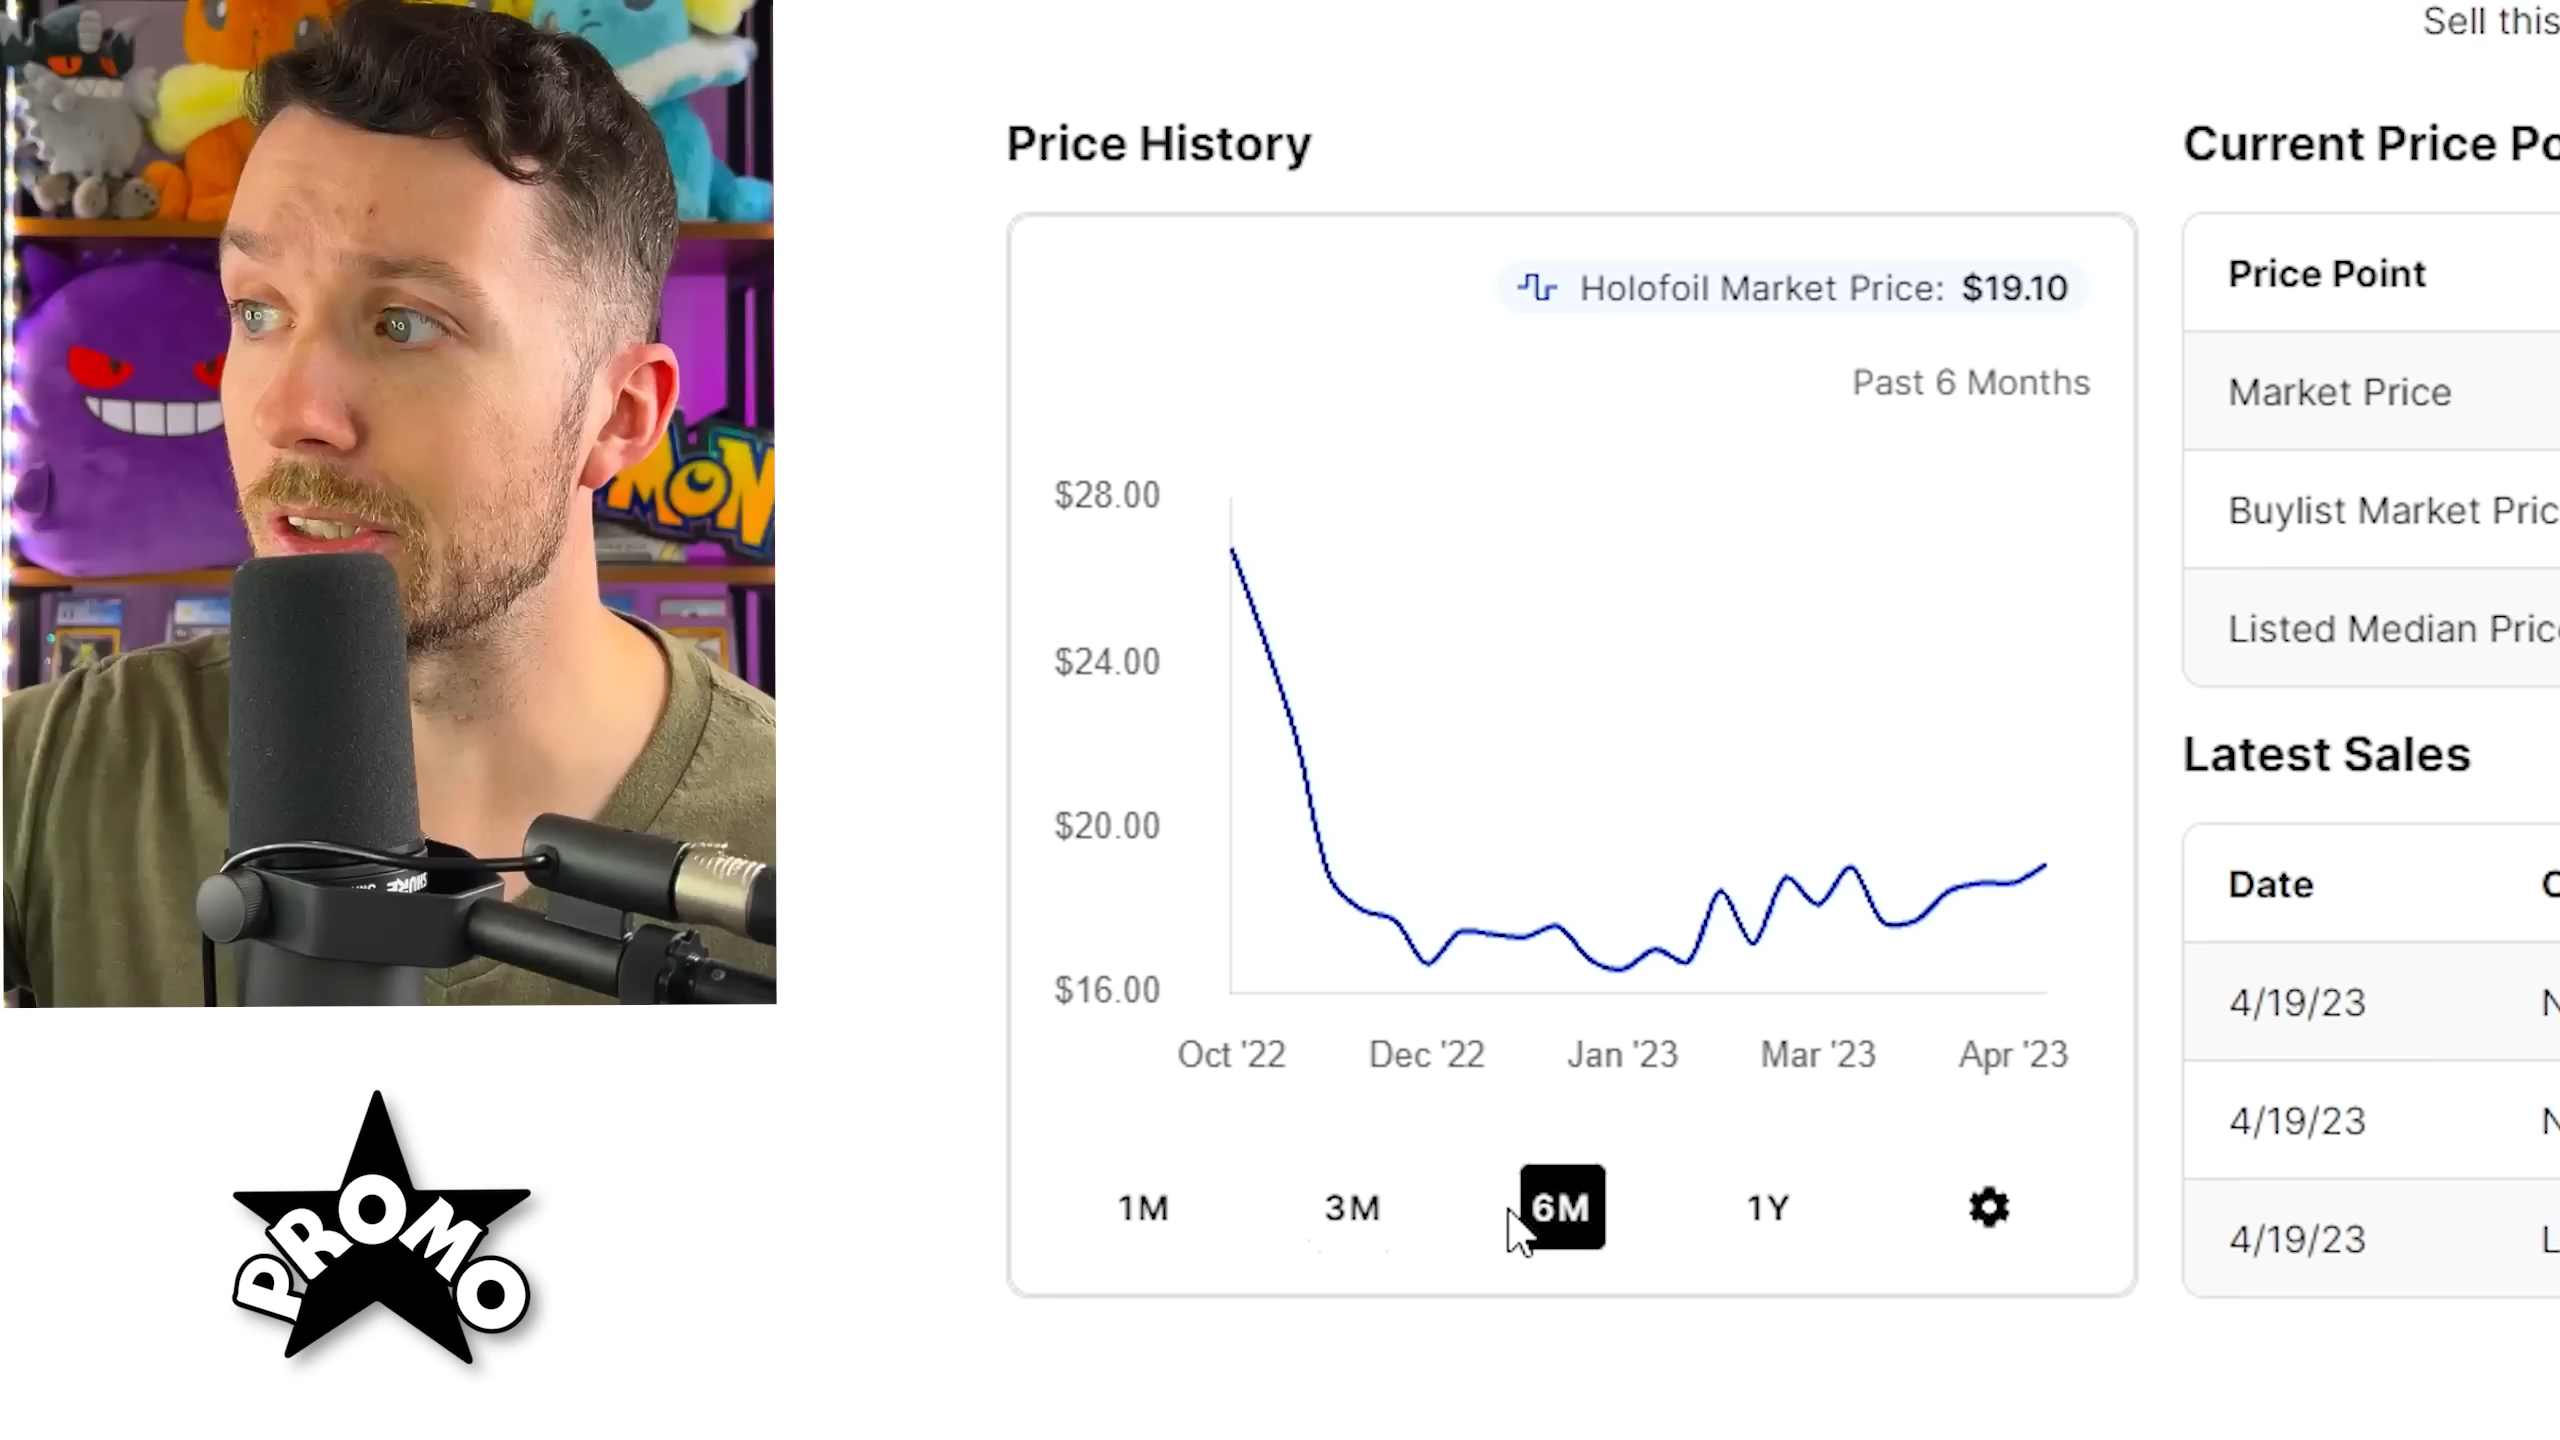 Sell this
Price History
Current Price Po
Holofoil Market Price: $19.10
Past 6 Months
$28.00
$24.00
$20.00
$16.00
Oct '22
Dec '22
Jan '23
Mar '23
Apr '23
1M
3M
6M
1Y
Price Point
Market Price
Buylist Market Pric
Listed Median Price
Latest Sales
Date
C
4/19/23
N
4/19/23
N
4/19/23
L
MON
SHURE
PROMO